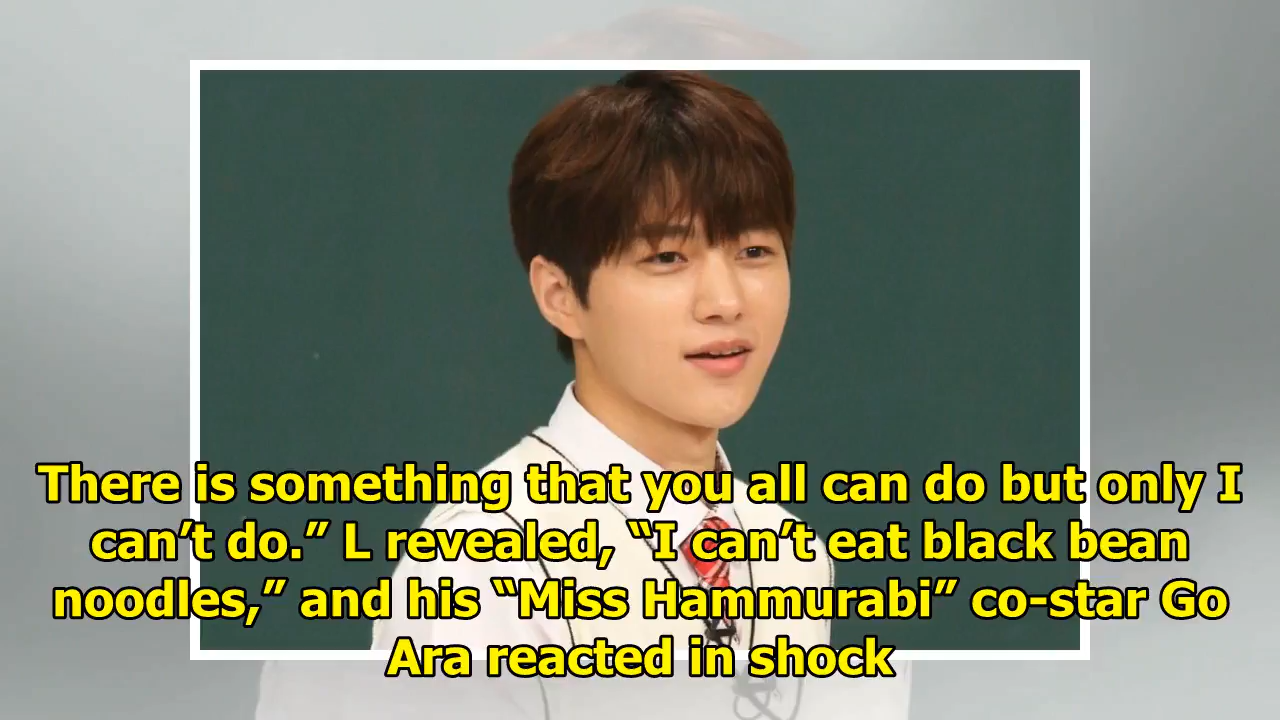 There is something that you all can do but only I
can’t do.” L revealed, “I can’t eat black bean
noodles,” and his “Miss Hammurabi” co-star Go
Ara reacted in shock